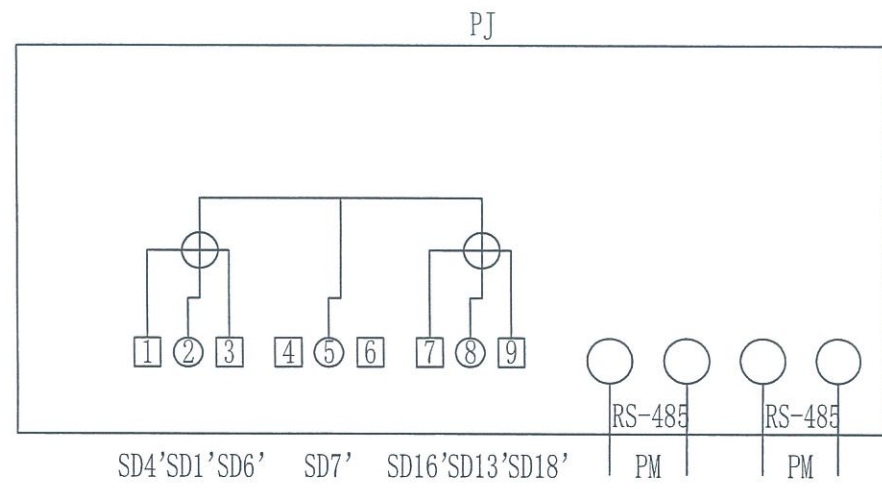 PJ
1 2 3 4 5 6 7 8 9
RS-485 RS-485
SD4' SD1' SD6' SD7' SD16' SD13' SD18' PM PM